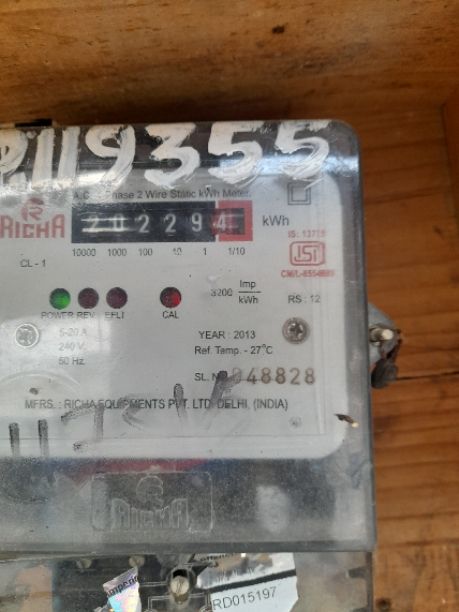 119355
A.C. Phase 2 Wire Static kWh Meter.
RICHA
202294 kWh
IS: 13779
10000 1000 100 10 1 1/10
CL - 1
3200 Imp/kWh
RS : 12
POWER REV EFLI CAL
5-20 A
240 V.
50 Hz.
YEAR : 2013
Ref. Temp. - 27°C
SL. N 048828
MFRS. : RICHA EQUIPMENTS PVT. LTD. DELHI, (INDIA)
RICHA
RD015197